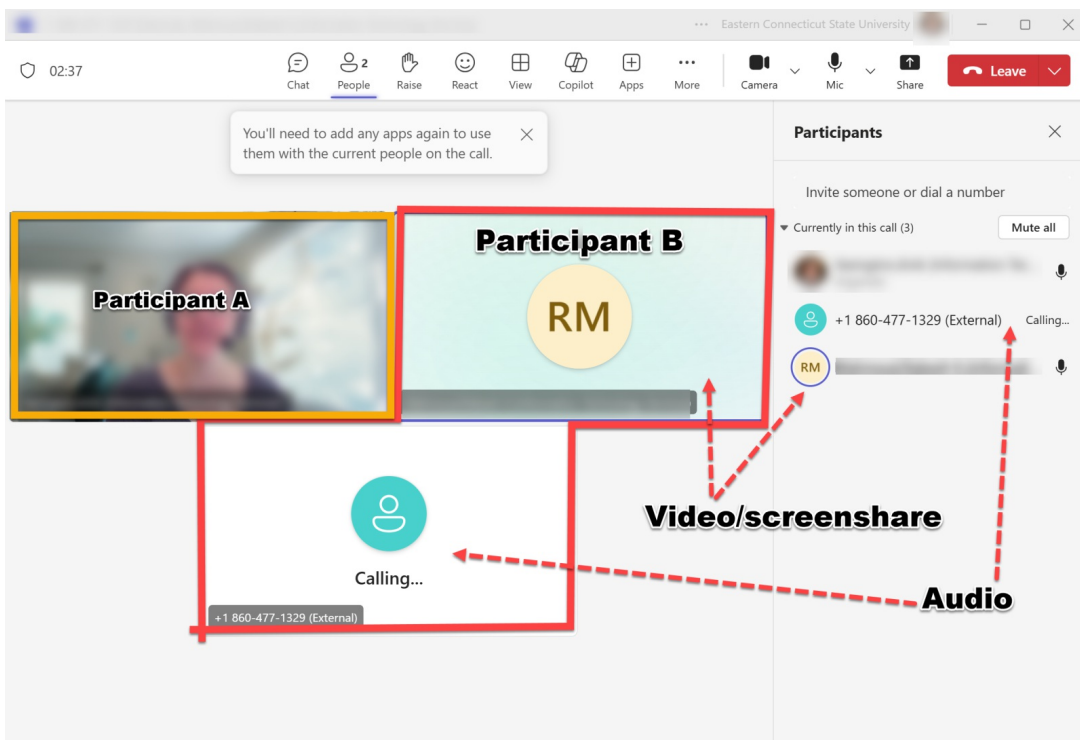 Eastern Connecticut State University
02:37
Chat
People 2
Raise
React
View
Copilot
Apps
More
Camera
Mic
Share
Leave
You'll need to add any apps again to use
them with the current people on the call.
Participants
Invite someone or dial a number
Currently in this call (3)
Mute all
+1 860-477-1329 (External)
Calling...
RM
Participant A
Participant B
RM
Video/screenshare
Calling...
+1 860-477-1329 (External)
Audio